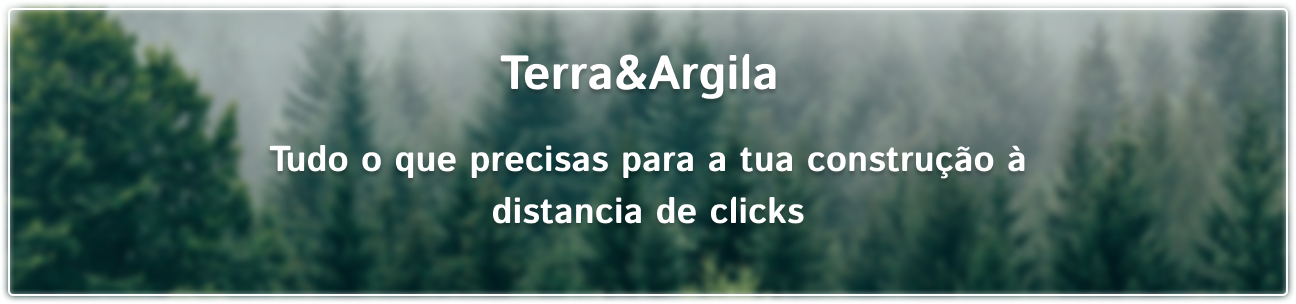 Terra&Argila
Tudo o que precisas para a tua construção à
distancia de clicks